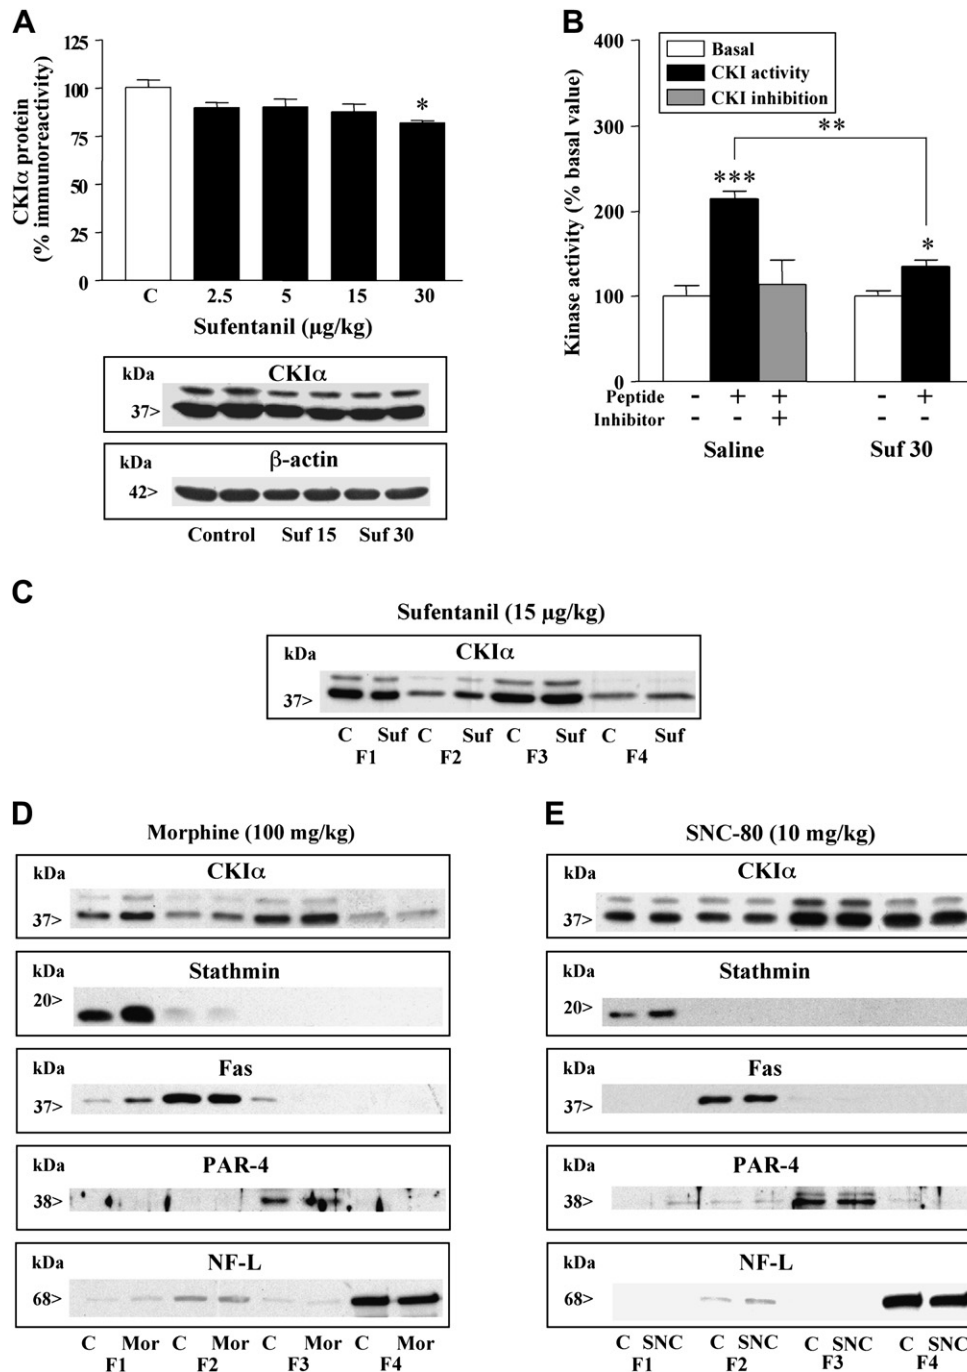 A
CKIα protein
(% immunoreactivity)
125
100
75
50
25
0
*
C 2.5 5 15 30
Sufentanil (µg/kg)
kDa
CKIα
37>
kDa
β-actin
42>
Control Suf 15 Suf 30
B
Kinase activity (% basal value)
400
300
200
100
0
Basal
CKI activity
CKI inhibition
**
***
*
Peptide - + + - +
Inhibitor - - + - -
Saline Suf 30
C
Sufentanil (15 µg/kg)
kDa
CKIα
37>
C Suf C Suf C Suf C Suf
F1 F2 F3 F4
D
Morphine (100 mg/kg)
kDa
CKIα
37>
kDa
Stathmin
20>
kDa
Fas
37>
kDa
PAR-4
38>
kDa
NF-L
68>
C Mor C Mor C Mor C Mor
F1 F2 F3 F4
E
SNC-80 (10 mg/kg)
kDa
CKIα
37>
kDa
Stathmin
20>
kDa
Fas
37>
kDa
PAR-4
38>
kDa
NF-L
68>
C SNC C SNC C SNC C SNC
F1 F2 F3 F4